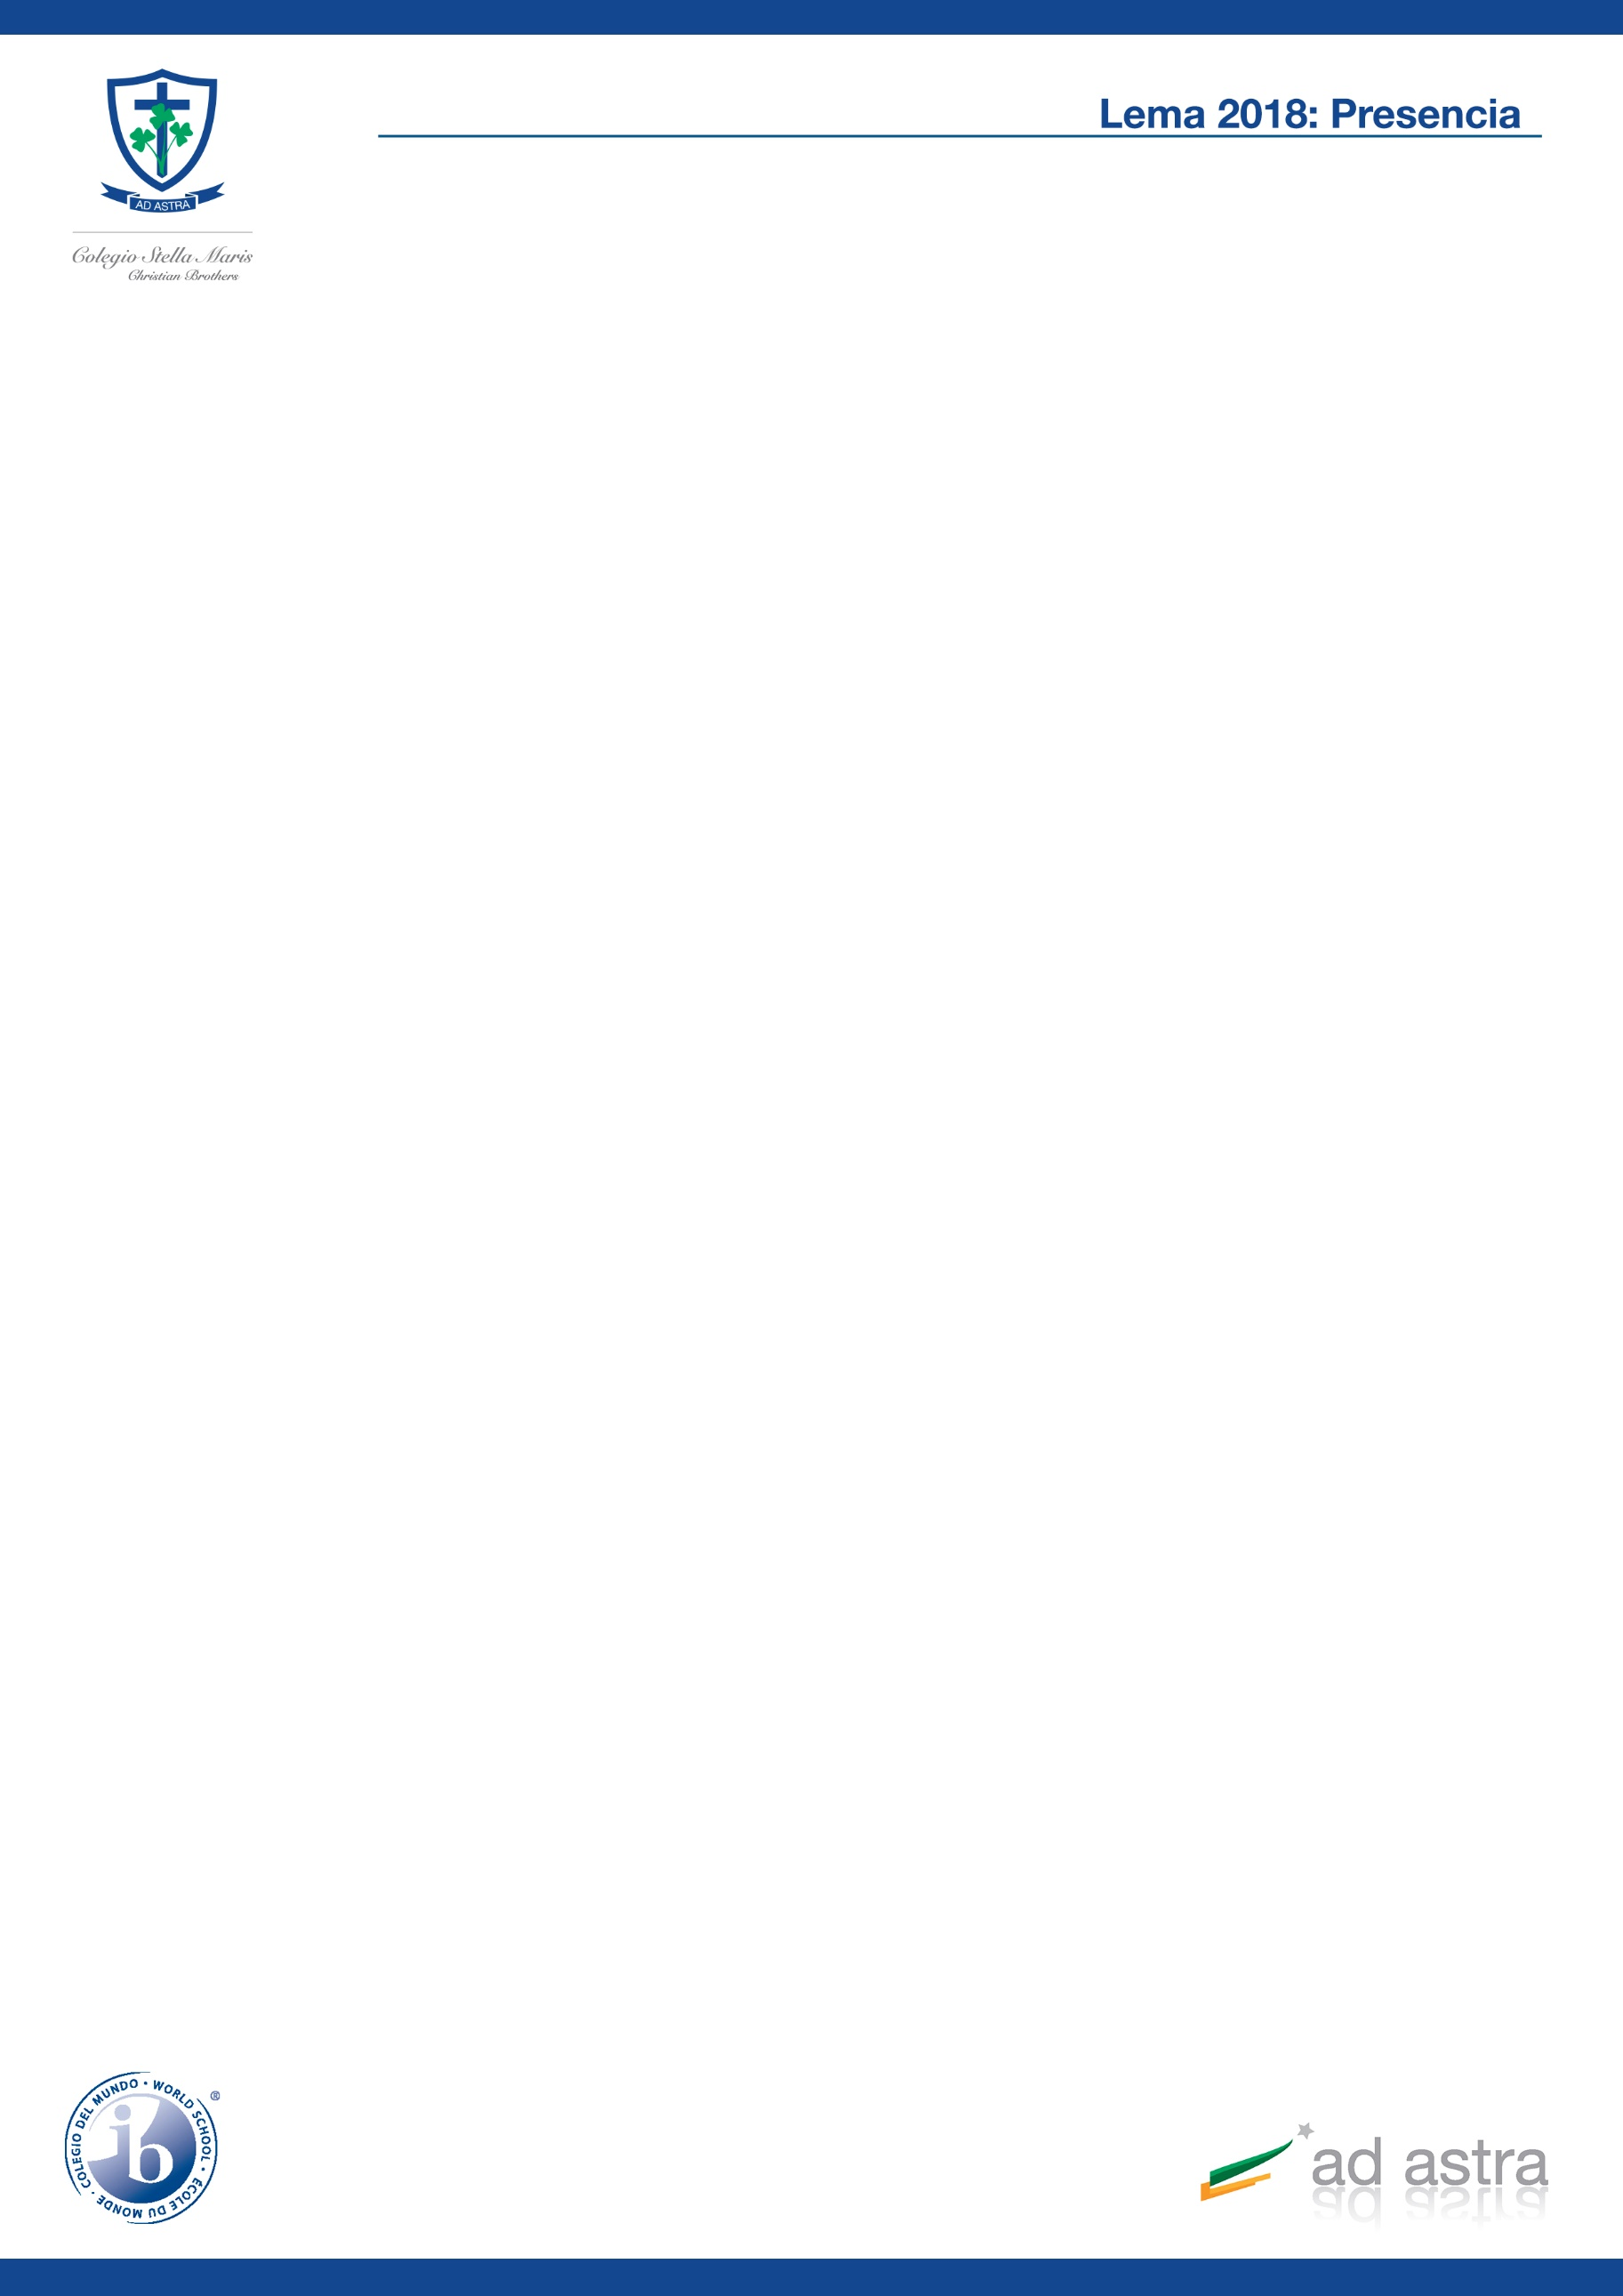 Lema 2018: Presencia
AD ASTRA
Colegio Stella Maris
Christian Brothers
COLEGIO DEL MUNDO • WORLD SCHOOL • ÉCOLE DU MONDE •
®
ib
ad astra